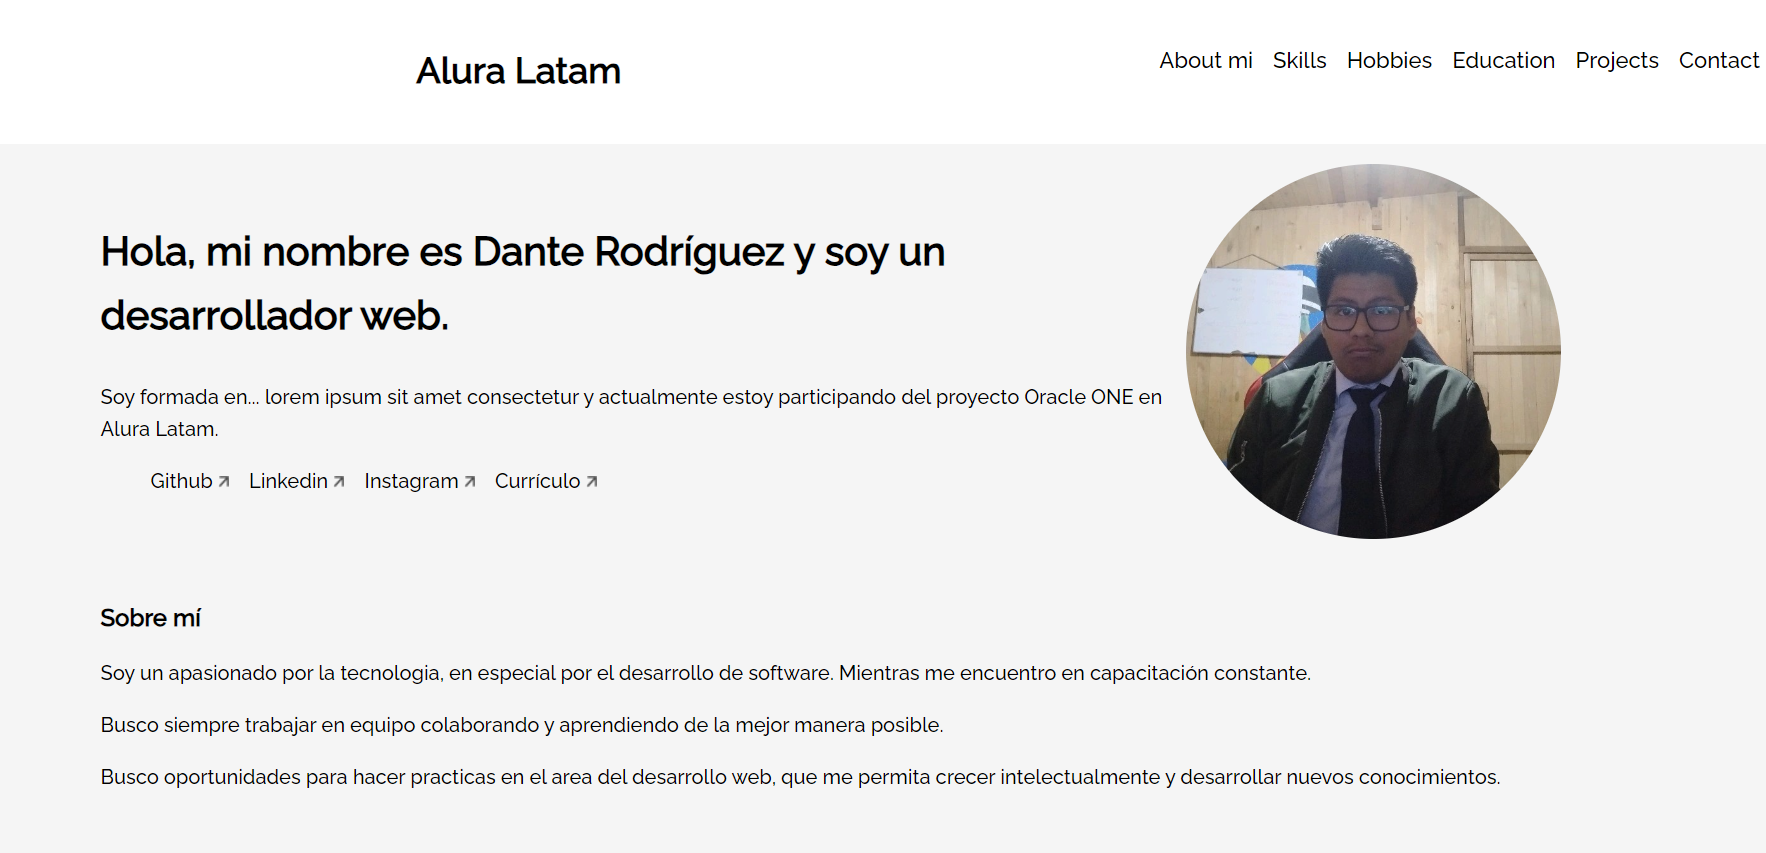 Alura Latam
About mi Skills Hobbies Education Projects Contact
Hola, mi nombre es Dante Rodríguez y soy un
desarrollador web.
Soy formada en... lorem ipsum sit amet consectetur y actualmente estoy participando del proyecto Oracle ONE en
Alura Latam.
Github Linkedin Instagram Currículo
Sobre mí
Soy un apasionado por la tecnologia, en especial por el desarrollo de software. Mientras me encuentro en capacitación constante.
Busco siempre trabajar en equipo colaborando y aprendiendo de la mejor manera posible.
Busco oportunidades para hacer practicas en el area del desarrollo web, que me permita crecer intelectualmente y desarrollar nuevos conocimientos.